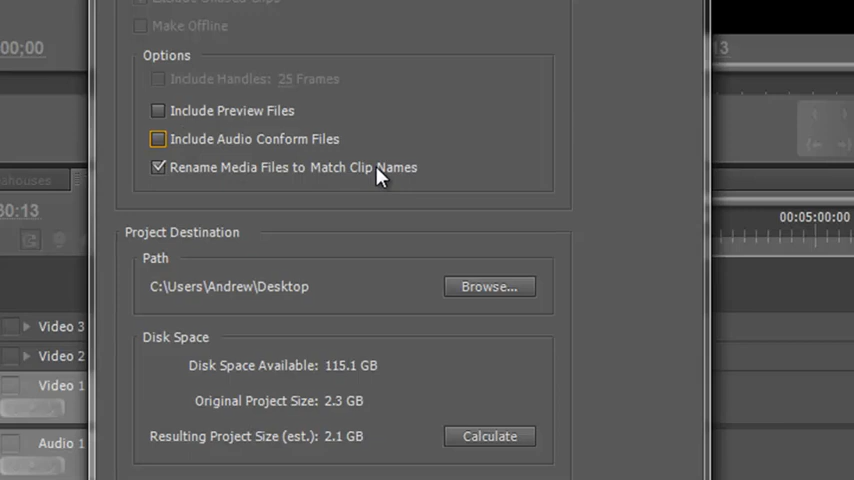 Make Offline
00;00
Options
13
Include Handles: 25 Frames
Include Preview Files
Include Audio Conform Files
Rename Media Files to Match Clip Names
ahouses
30:13
00:05:00:00
Project Destination
Path
C:\Users\Andrew\Desktop
Browse...
Video 3
Disk Space
Video 2
Disk Space Available: 115.1 GB
Video 1
Original Project Size: 2.3 GB
Resulting Project Size (est.): 2.1 GB
Calculate
Audio 1